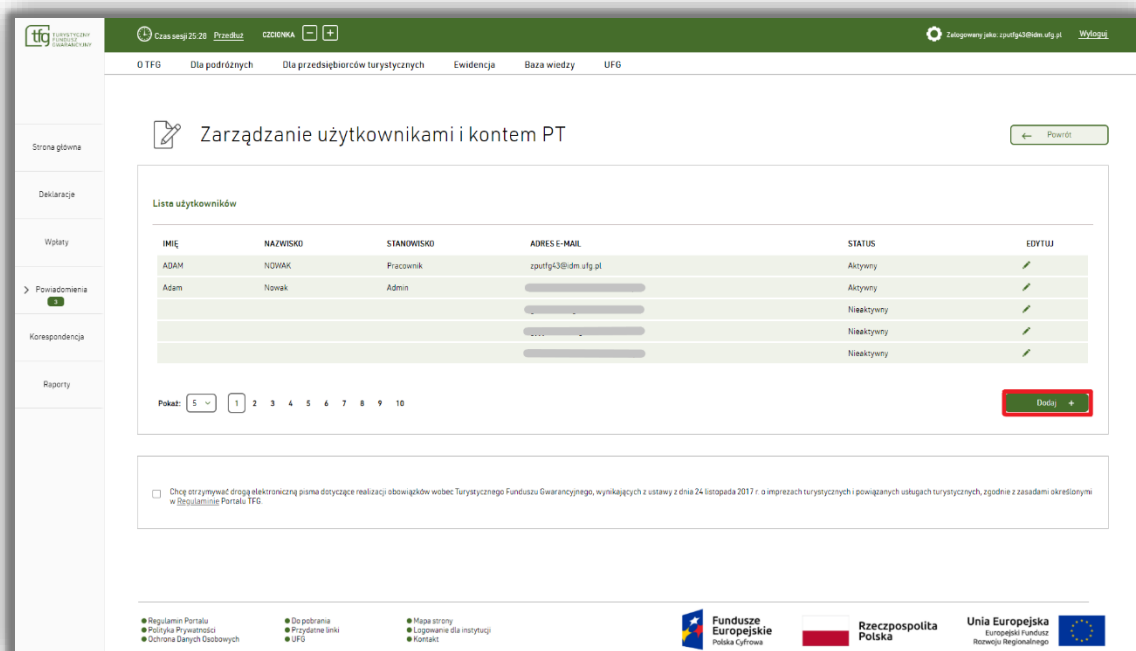 tfg TURYSTYCZNY
FUNDUSZ
GWARANCYJNY
Czas sesji 25:28 Przedłuż CZCIONKA − +
Zalogowany jako: zputfg43@idm.ufg.pl Wyloguj
O TFG Dla podróżnych Dla przedsiębiorców turystycznych Ewidencja Baza wiedzy UFG
Strona główna
Deklaracje
Wpłaty
> Powiadomienia
3
Korespondencja
Raporty
Zarządzanie użytkownikami i kontem PT
← Powrót
Lista użytkowników
IMIĘ NAZWISKO STANOWISKO ADRES E-MAIL STATUS EDYTUJ
ADAM NOWAK Pracownik zputfg43@idm.ufg.pl Aktywny
Adam Nowak Admin Aktywny
Nieaktywny
Nieaktywny
Nieaktywny
Pokaż: 5 1 2 3 4 5 6 7 8 9 10
Dodaj +
Chcę otrzymywać drogą elektroniczną pisma dotyczące realizacji obowiązków wobec Turystycznego Funduszu Gwarancyjnego, wynikających z ustawy z dnia 24 listopada 2017 r. o imprezach turystycznych i powiązanych usługach turystycznych, zgodnie z zasadami określonymi
w Regulaminie Portalu TFG.
Regulamin Portalu
Polityka Prywatności
Ochrona Danych Osobowych
Do pobrania
Przydatne linki
UFG
Mapa strony
Logowanie dla instytucji
Kontakt
Fundusze
Europejskie
Polska Cyfrowa
Rzeczpospolita
Polska
Unia Europejska
Europejski Fundusz
Rozwoju Regionalnego